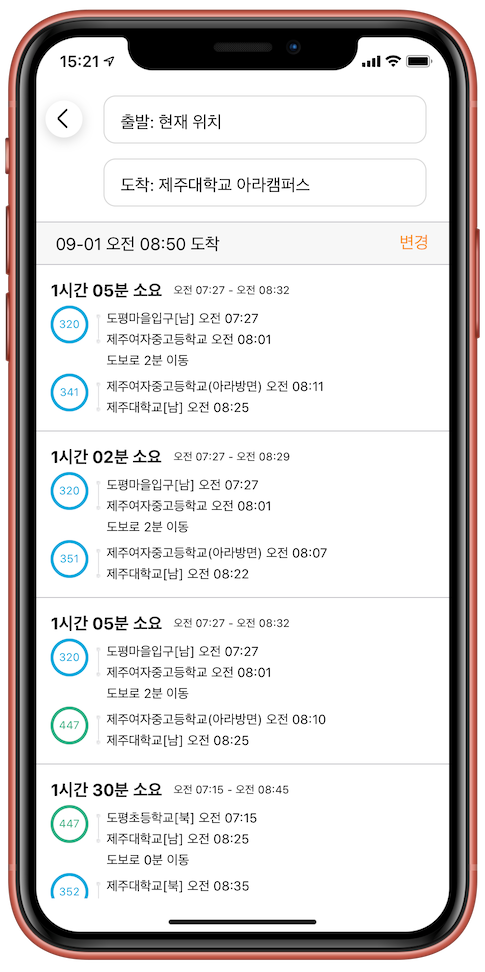 15:21
출발: 현재 위치
도착: 제주대학교 아라캠퍼스
09-01 오전 08:50 도착 변경
1시간 05분 소요 오전 07:27 - 오전 08:32
320 도평마을입구[남] 오전 07:27
제주여자중고등학교 오전 08:01
도보로 2분 이동
341 제주여자중고등학교(아라방면) 오전 08:11
제주대학교[남] 오전 08:25
1시간 02분 소요 오전 07:27 - 오전 08:29
320 도평마을입구[남] 오전 07:27
제주여자중고등학교 오전 08:01
도보로 2분 이동
351 제주여자중고등학교(아라방면) 오전 08:07
제주대학교[남] 오전 08:22
1시간 05분 소요 오전 07:27 - 오전 08:32
320 도평마을입구[남] 오전 07:27
제주여자중고등학교 오전 08:01
도보로 2분 이동
447 제주여자중고등학교(아라방면) 오전 08:10
제주대학교[남] 오전 08:25
1시간 30분 소요 오전 07:15 - 오전 08:45
447 도평초등학교[북] 오전 07:15
제주대학교[남] 오전 08:25
도보로 0분 이동
352 제주대학교[북] 오전 08:35